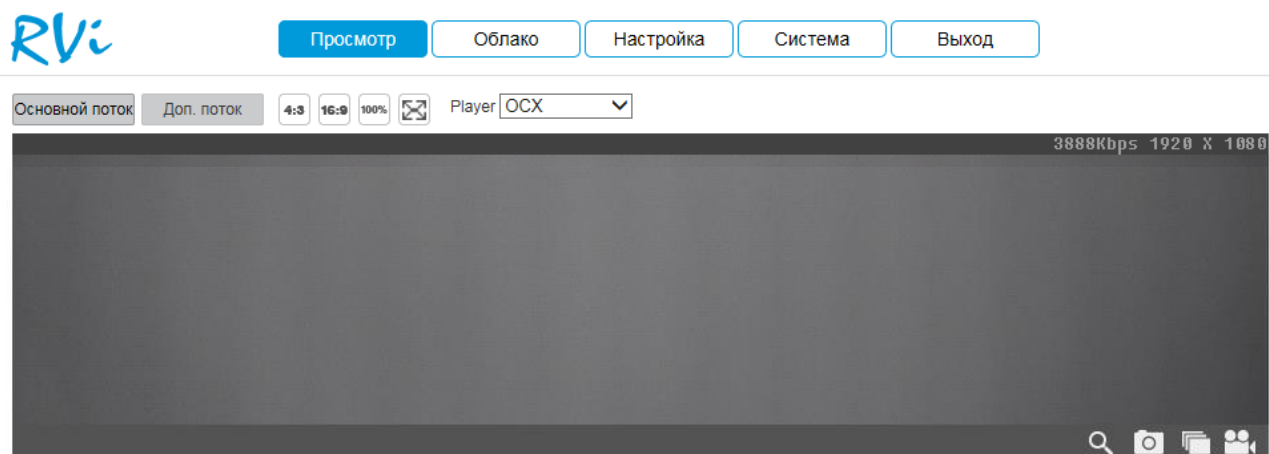 RVi
Просмотр Облако Настройка Система Выход
Основной поток Доп. поток 4:3 16:9 100% Player OCX
3888Kbps 1920 X 1080